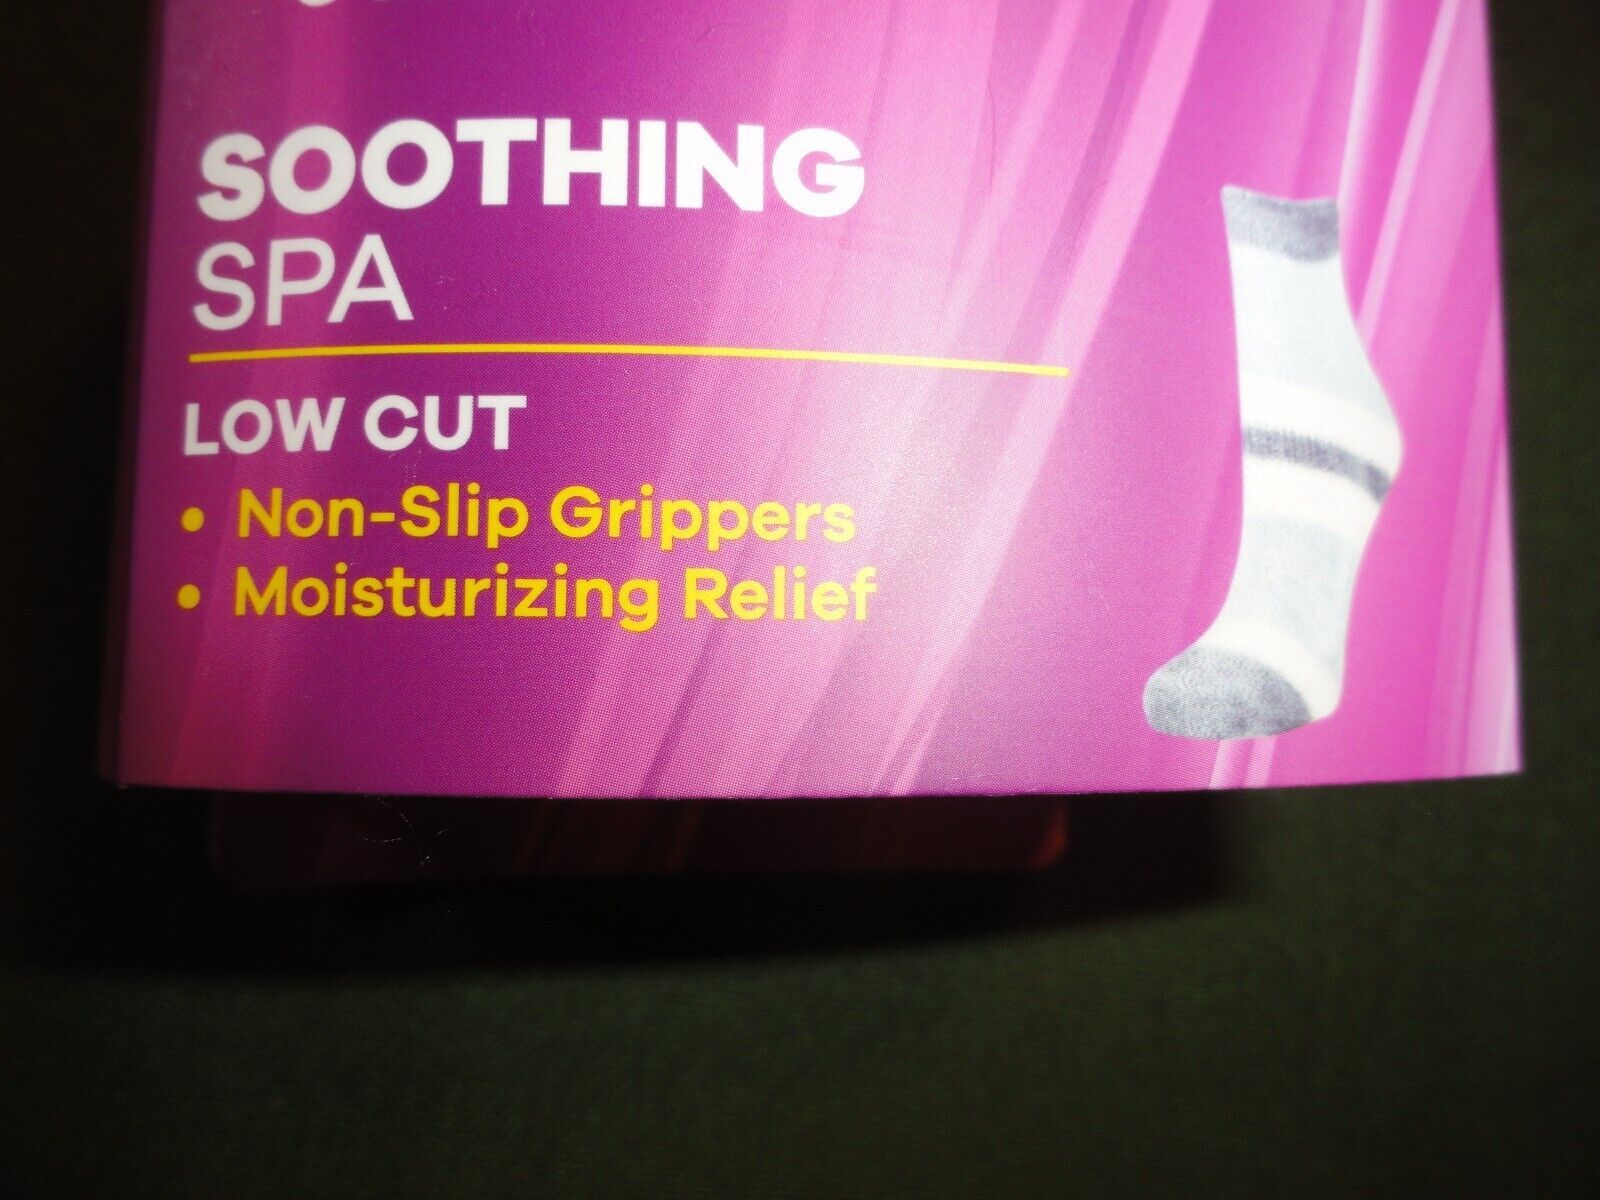 SOOTHING
SPA
LOW CUT
• Non-Slip Grippers
• Moisturizing Relief